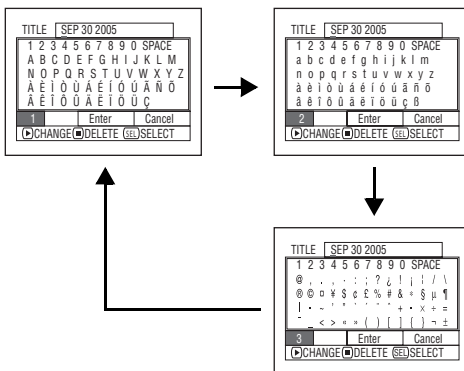 TITLE SEP 30 2005
1 2 3 4 5 6 7 8 9 0 SPACE
A B C D E F G H I J K L M
N O P Q R S T U V W X Y Z
À È Ì Ò Ù Á É Í Ó Ú Ã Ñ Õ
Â Ê Î Ô Û Ä Ë Ï Ö Ü Ç
1 Enter Cancel
CHANGE DELETE SEL SELECT
TITLE SEP 30 2005
1 2 3 4 5 6 7 8 9 0 SPACE
a b c d e f g h i j k l m
n o p q r s t u v w x y z
à è ì ò ù á é í ó ú ã ñ õ
â ê î ô û ä ë ï ö ü ç ß
2 Enter Cancel
CHANGE DELETE SEL SELECT
TITLE SEP 30 2005
1 2 3 4 5 6 7 8 9 0 SPACE
@ , . · : ; ? ¿ ! ¡ ¦ / \
® © ¤ ¥ $ ¢ £ % # & * § µ ¶
+ • × ÷ =
¯ _ < > « » ( ) [ ] { } ¬ ±
3 Enter Cancel
CHANGE DELETE SEL SELECT